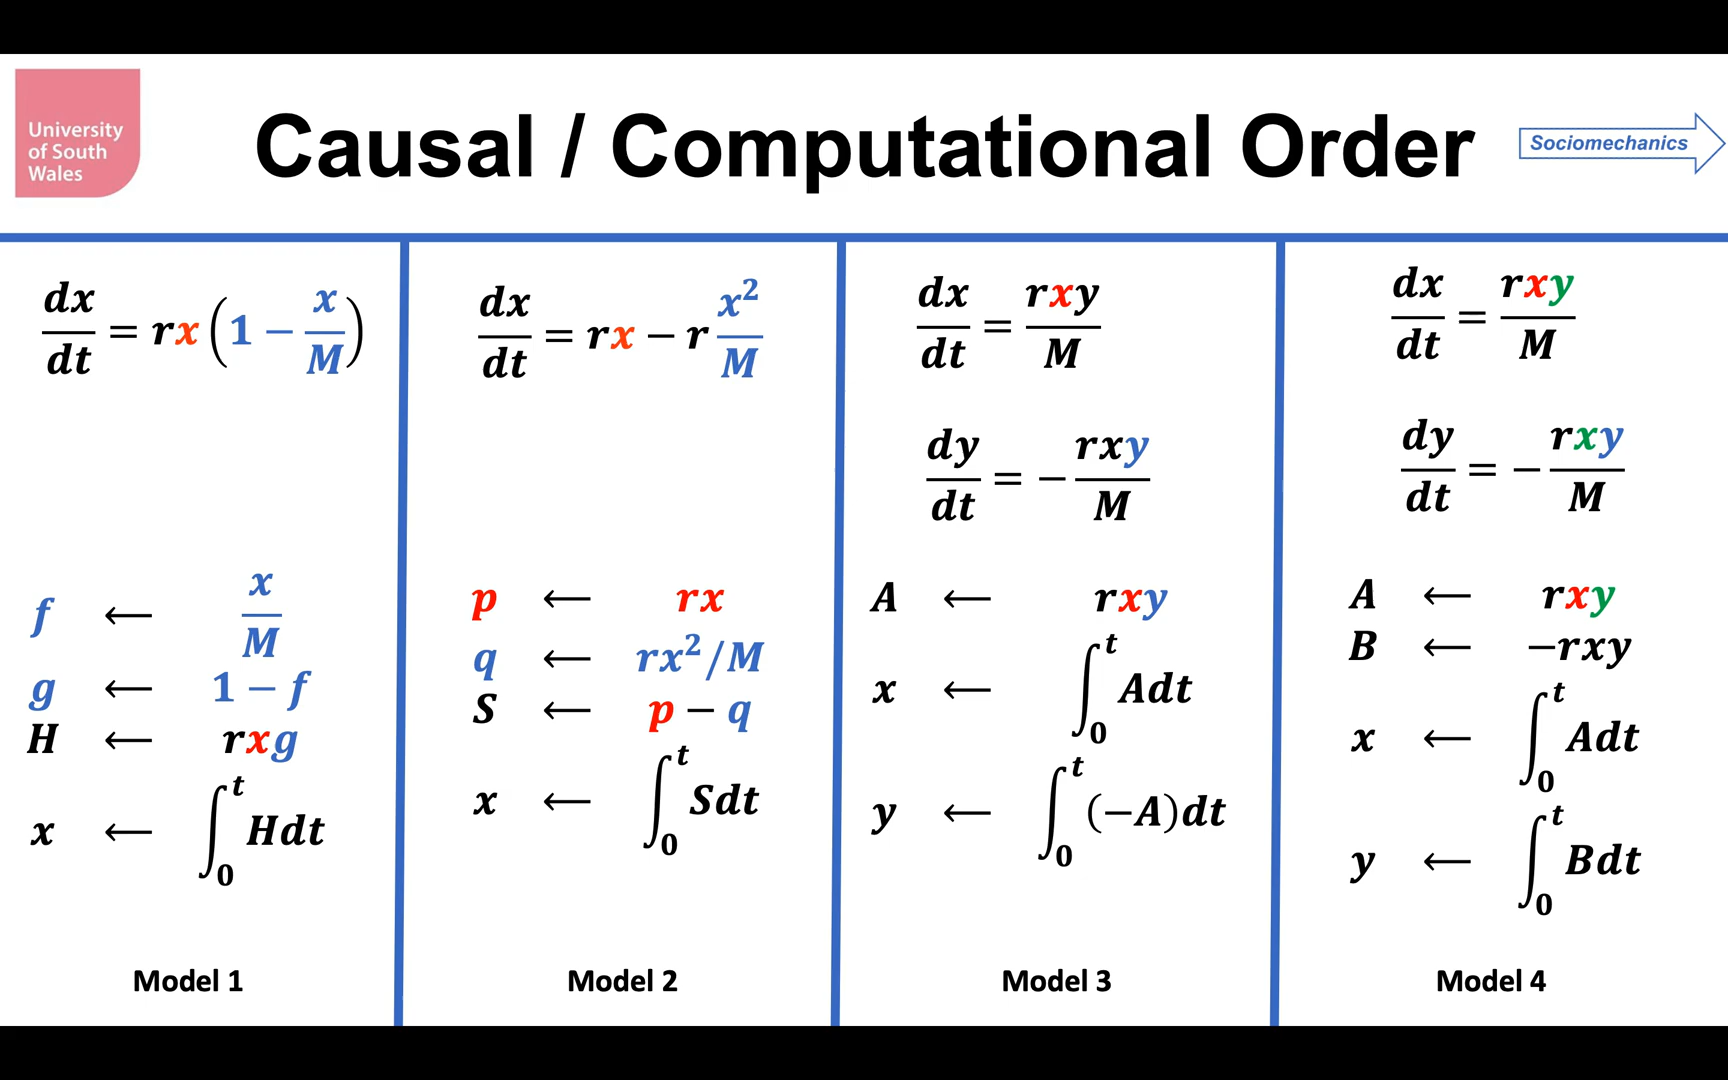 University
of South
Wales
Causal / Computational Order
Sociomechanics
dx/dt = rx(1 − x/M)
f ← x/M
g ← 1 − f
H ← rxg
x ← ∫₀ᵗ Hdt
Model 1
dx/dt = rx − r x²/M
p ← rx
q ← rx²/M
S ← p − q
x ← ∫₀ᵗ Sdt
Model 2
dx/dt = rxy/M
dy/dt = − rxy/M
A ← rxy
x ← ∫₀ᵗ Adt
y ← ∫₀ᵗ (−A)dt
Model 3
dx/dt = rxy/M
dy/dt = − rxy/M
A ← rxy
B ← −rxy
x ← ∫₀ᵗ Adt
y ← ∫₀ᵗ Bdt
Model 4